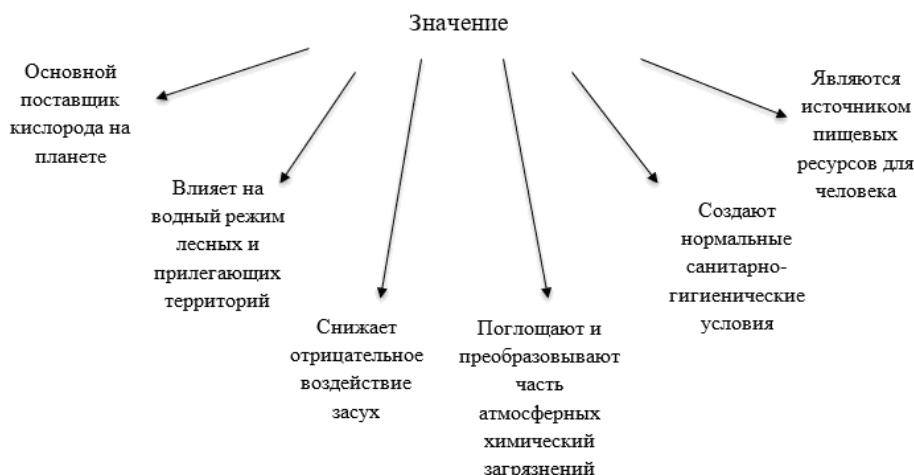 Значение
Основной
поставщик
кислорода на
планете
Влияет на
водный режим
лесных и
прилегающих
территорий
Снижает
отрицательное
воздействие
засух
Поглощают и
преобразовывают
часть
атмосферных
химический
загрязнений
Создают
нормальные
санитарно-
гигиенические
условия
Являются
источником
пищевых
ресурсов для
человека